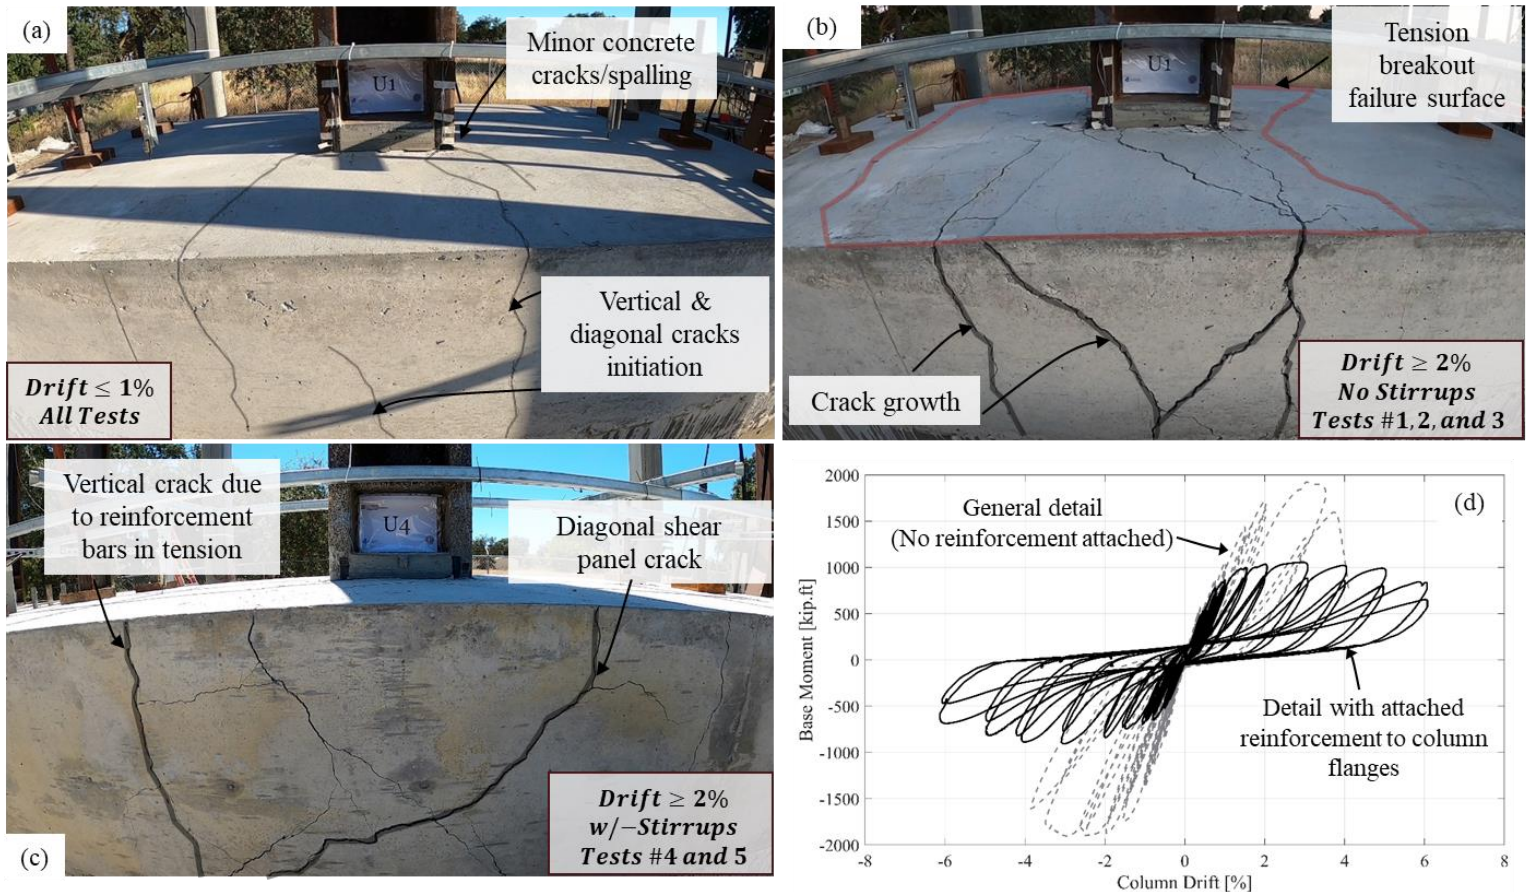 (a)
U1
Minor concrete
cracks/spalling
Vertical &
diagonal cracks
initiation
Drift ≤ 1%
All Tests
(b)
U1
Tension
breakout
failure surface
Crack growth
Drift ≥ 2%
No Stirrups
Tests #1, 2, and 3
Vertical crack due
to reinforcement
bars in tension
U4
Diagonal shear
panel crack
(c)
Drift ≥ 2%
w/−Stirrups
Tests #4 and 5
(d)
General detail
(No reinforcement attached)
Detail with attached
reinforcement to column
flanges
Base Moment [kip.ft]
2000
1500
1000
500
0
-500
-1000
-1500
-2000
-8
-6
-4
-2
0
2
4
6
8
Column Drift [%]